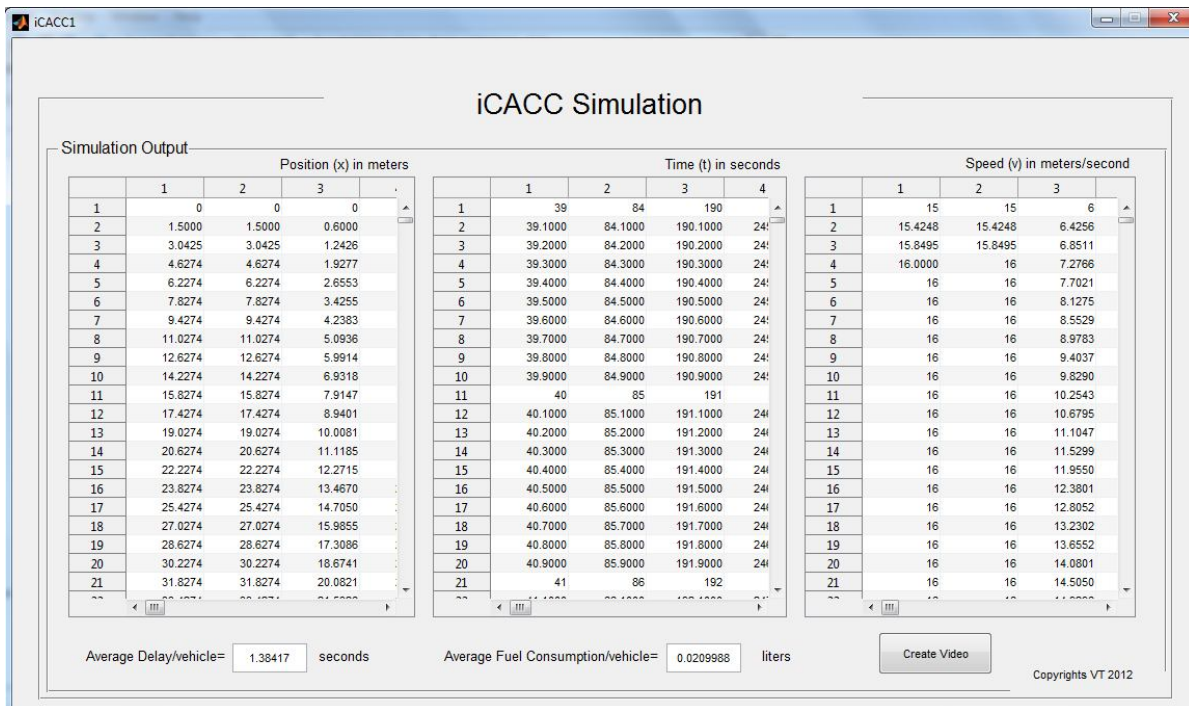 iCACC1
iCACC Simulation
Simulation Output
Position (x) in meters
Time (t) in seconds
Speed (v) in meters/second
1 2 3
1 0 0 0
2 1.5000 1.5000 0.6000
3 3.0425 3.0425 1.2426
4 4.6274 4.6274 1.9277
5 6.2274 6.2274 2.6553
6 7.8274 7.8274 3.4255
7 9.4274 9.4274 4.2383
8 11.0274 11.0274 5.0936
9 12.6274 12.6274 5.9914
10 14.2274 14.2274 6.9318
11 15.8274 15.8274 7.9147
12 17.4274 17.4274 8.9401
13 19.0274 19.0274 10.0081
14 20.6274 20.6274 11.1185
15 22.2274 22.2274 12.2715
16 23.8274 23.8274 13.4670
17 25.4274 25.4274 14.7050
18 27.0274 27.0274 15.9855
19 28.6274 28.6274 17.3086
20 30.2274 30.2274 18.6741
21 31.8274 31.8274 20.0821
1 2 3 4
1 39 84 190
2 39.1000 84.1000 190.1000
3 39.2000 84.2000 190.2000
4 39.3000 84.3000 190.3000
5 39.4000 84.4000 190.4000
6 39.5000 84.5000 190.5000
7 39.6000 84.6000 190.6000
8 39.7000 84.7000 190.7000
9 39.8000 84.8000 190.8000
10 39.9000 84.9000 190.9000
11 40 85 191
12 40.1000 85.1000 191.1000
13 40.2000 85.2000 191.2000
14 40.3000 85.3000 191.3000
15 40.4000 85.4000 191.4000
16 40.5000 85.5000 191.5000
17 40.6000 85.6000 191.6000
18 40.7000 85.7000 191.7000
19 40.8000 85.8000 191.8000
20 40.9000 85.9000 191.9000
21 41 86 192
1 2 3
1 15 15 6
2 15.4248 15.4248 6.4256
3 15.8495 15.8495 6.8511
4 16.0000 16 7.2766
5 16 16 7.7021
6 16 16 8.1275
7 16 16 8.5529
8 16 16 8.9783
9 16 16 9.4037
10 16 16 9.8290
11 16 16 10.2543
12 16 16 10.6795
13 16 16 11.1047
14 16 16 11.5299
15 16 16 11.9550
16 16 16 12.3801
17 16 16 12.8052
18 16 16 13.2302
19 16 16 13.6552
20 16 16 14.0801
21 16 16 14.5050
Average Delay/vehicle= 1.38417 seconds
Average Fuel Consumption/vehicle= 0.0209988 liters
Create Video
Copyrights VT 2012